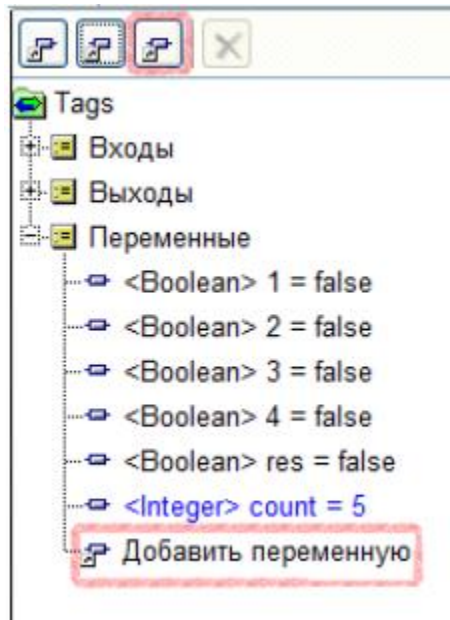 Tags
Входы
Выходы
Переменные
<Boolean> 1 = false
<Boolean> 2 = false
<Boolean> 3 = false
<Boolean> 4 = false
<Boolean> res = false
<Integer> count = 5
Добавить переменную